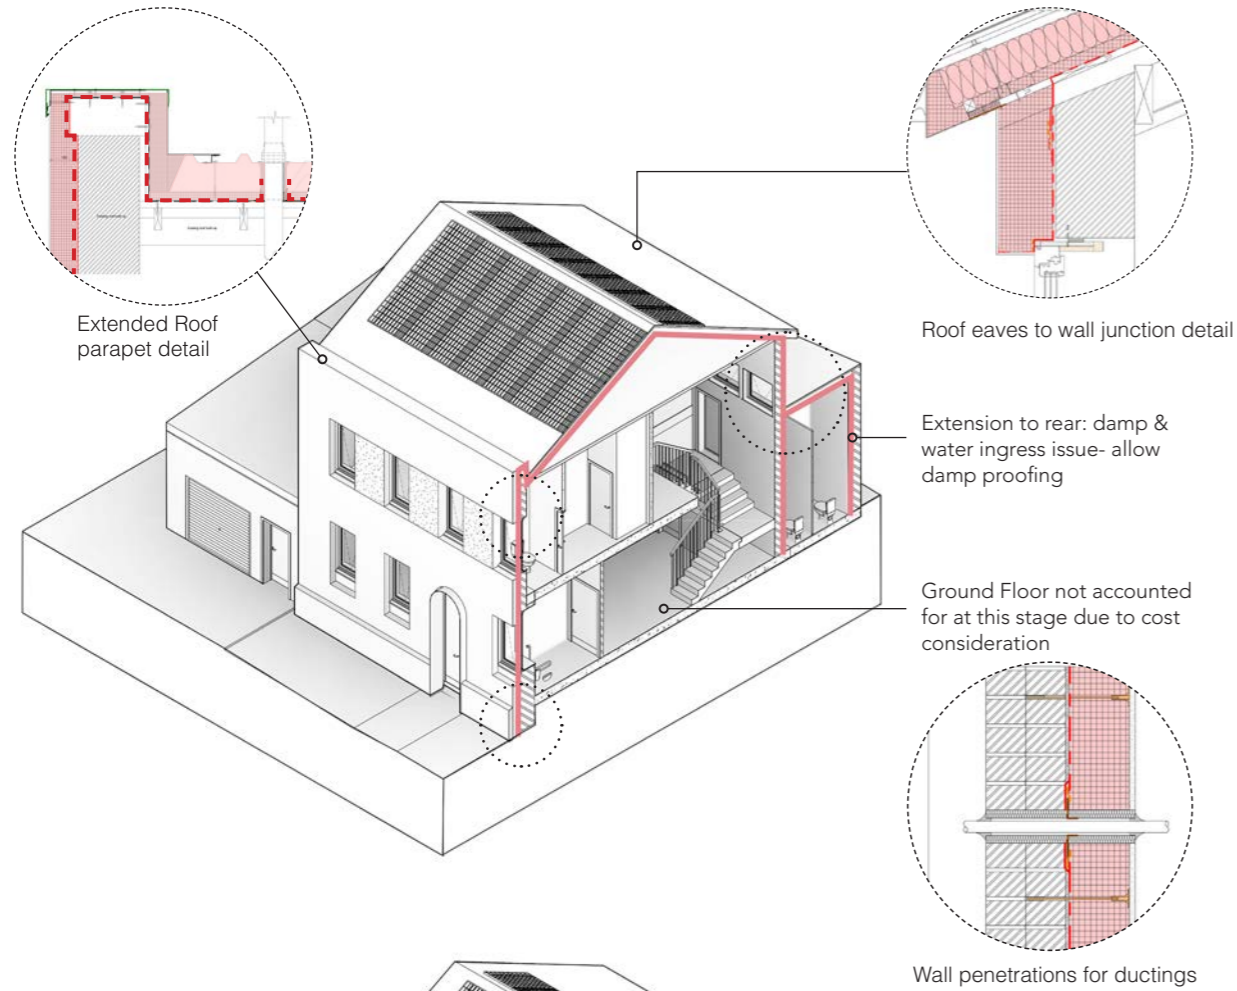 Extended Roof
parapet detail
Roof eaves to wall junction detail
Extension to rear: damp &
water ingress issue- allow
damp proofing
Ground Floor not accounted
for at this stage due to cost
consideration
Wall penetrations for ductings